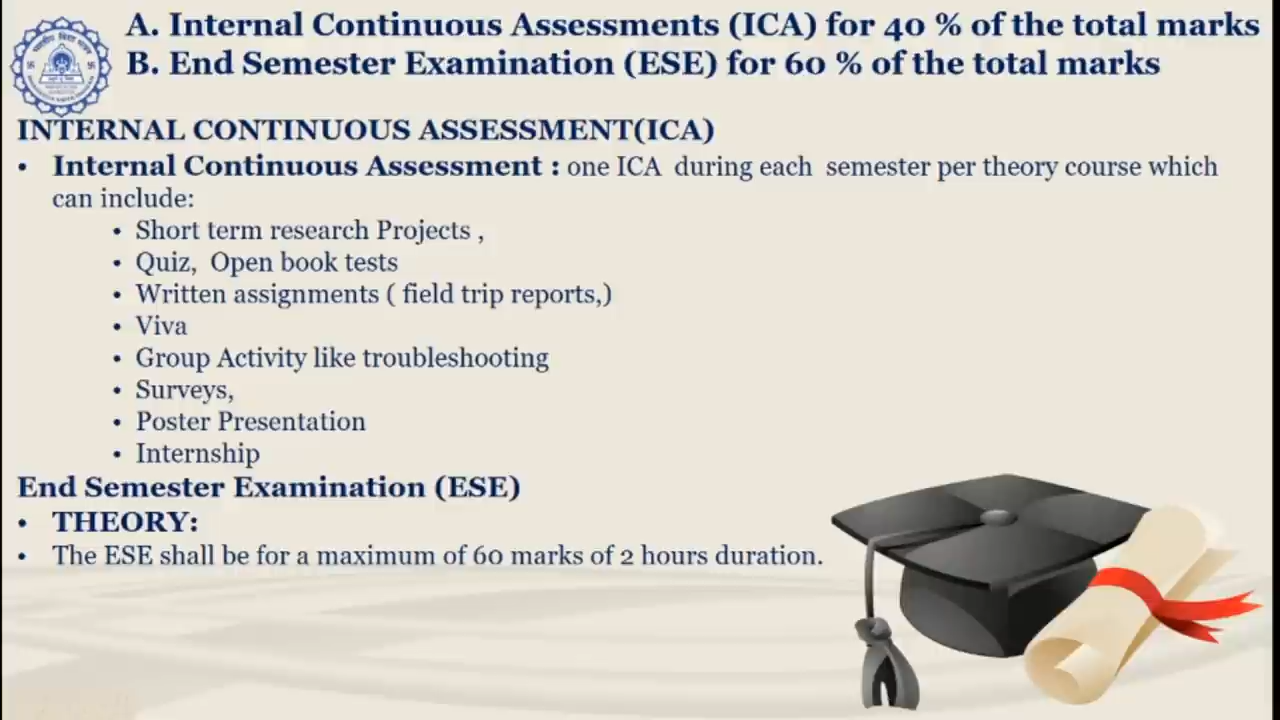 A. Internal Continuous Assessments (ICA) for 40 % of the total marks
B. End Semester Examination (ESE) for 60 % of the total marks
INTERNAL CONTINUOUS ASSESSMENT(ICA)
• Internal Continuous Assessment : one ICA during each semester per theory course which
can include:
• Short term research Projects ,
• Quiz, Open book tests
• Written assignments ( field trip reports,)
• Viva
• Group Activity like troubleshooting
• Surveys,
• Poster Presentation
• Internship
End Semester Examination (ESE)
• THEORY:
• The ESE shall be for a maximum of 60 marks of 2 hours duration.